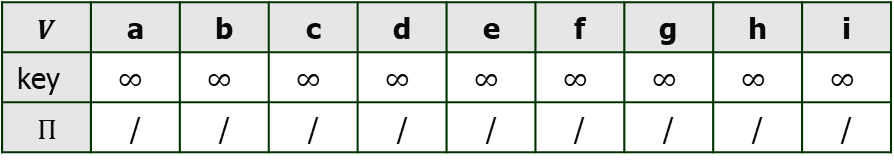 V a b c d e f g h i
key ∞ ∞ ∞ ∞ ∞ ∞ ∞ ∞ ∞
Π / / / / / / / / /